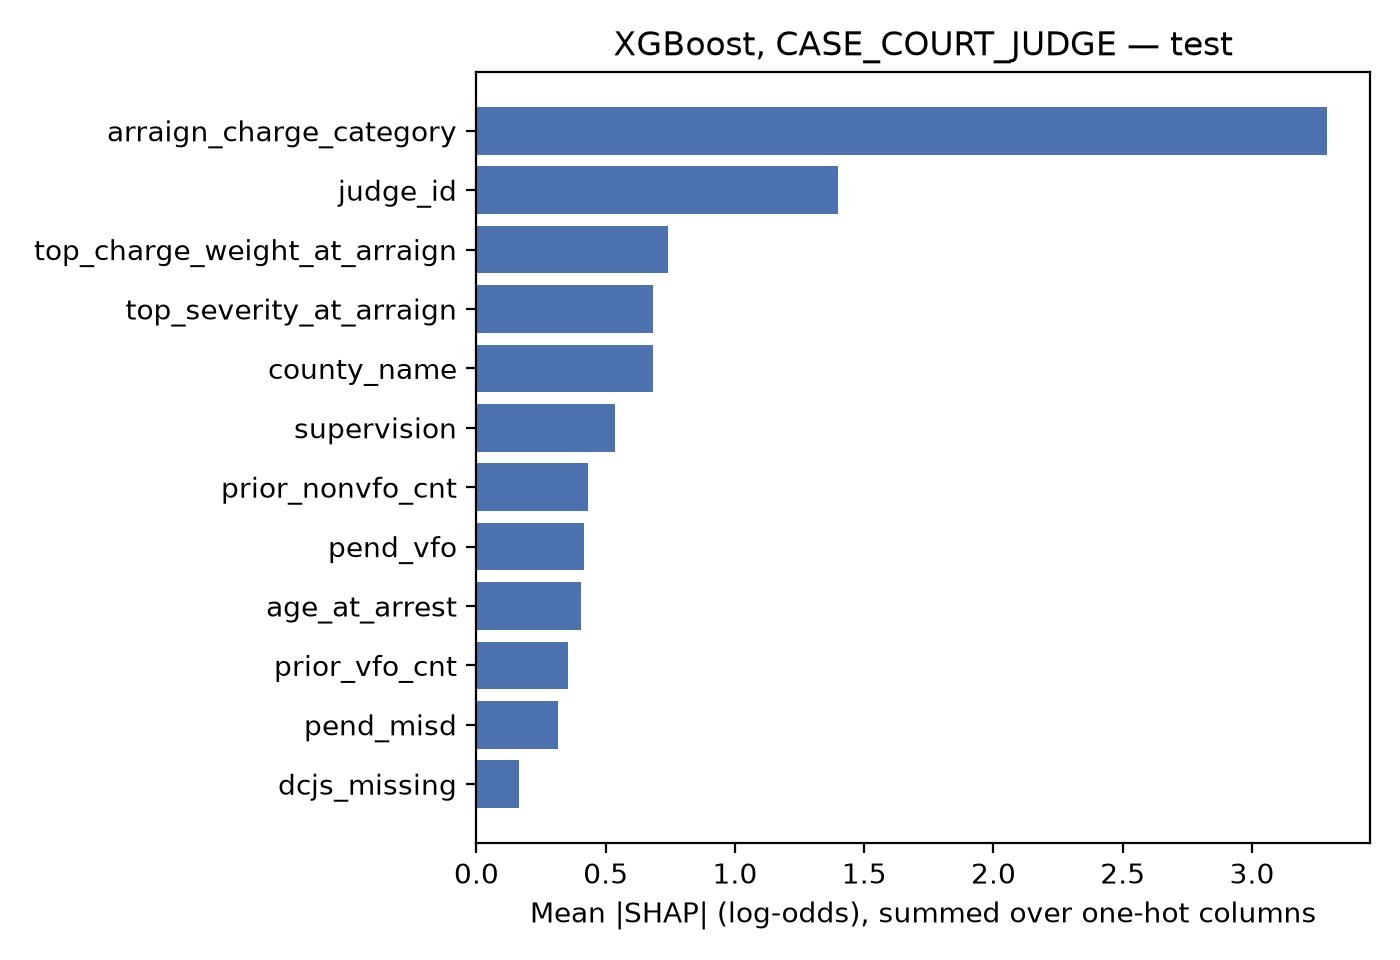 XGBoost, CASE_COURT_JUDGE — test
arraign_charge_category
judge_id
top_charge_weight_at_arraign
top_severity_at_arraign
county_name
supervision
prior_nonvfo_cnt
pend_vfo
age_at_arrest
prior_vfo_cnt
pend_misd
dcjs_missing
0.0 0.5 1.0 1.5 2.0 2.5 3.0
Mean |SHAP| (log-odds), summed over one-hot columns